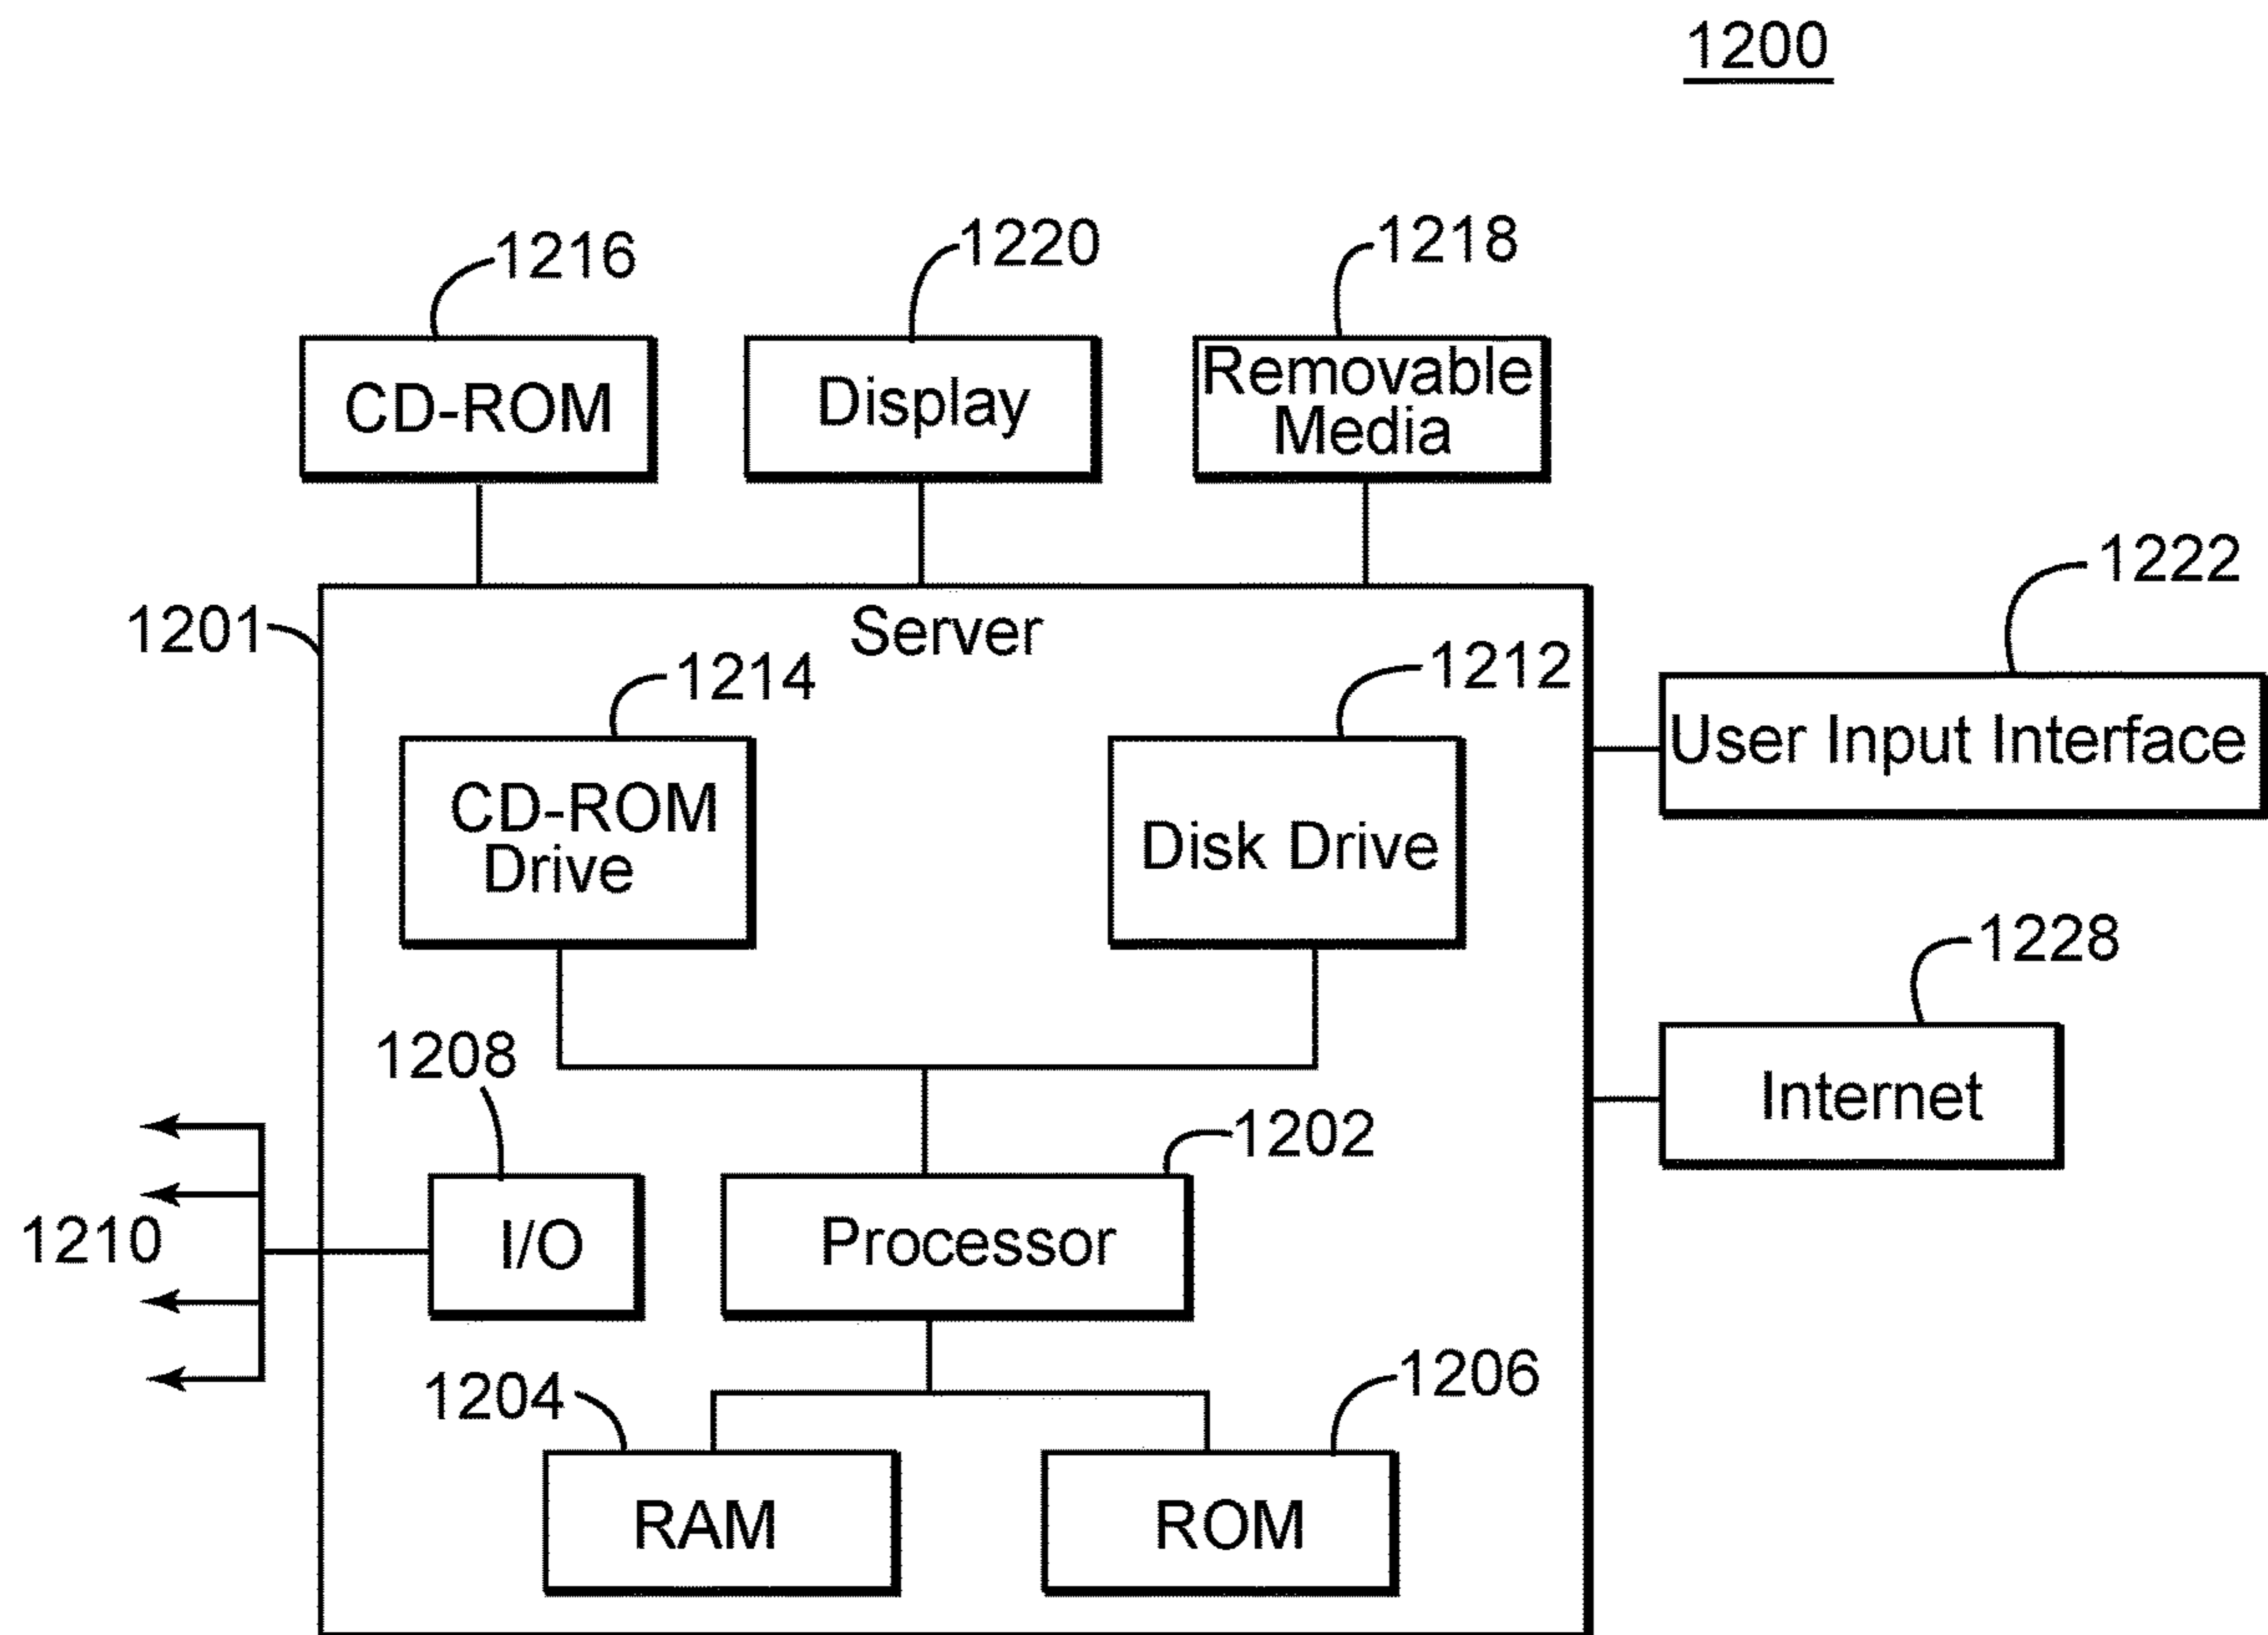 1200
1216
1220
1218
CD-ROM
Display
Removable
Media
1222
1201
Server
1214
1212
User Input Interface
CD-ROM
Drive
Disk Drive
1228
1208
Internet
1202
1210
I/O
Processor
1204
1206
RAM
ROM